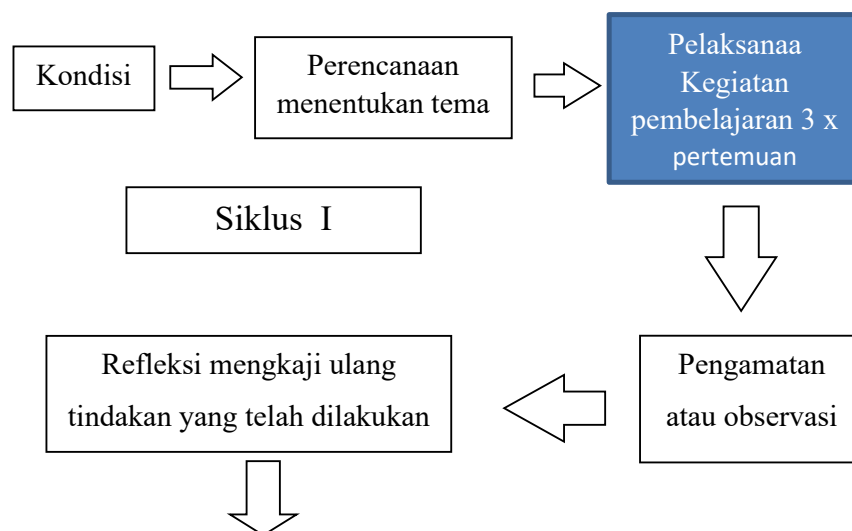 Kondisi
Perencanaan
menentukan tema
Pelaksanaa
Kegiatan
pembelajaran 3 x
pertemuan
Siklus I
Refleksi mengkaji ulang
tindakan yang telah dilakukan
Pengamatan
atau observasi